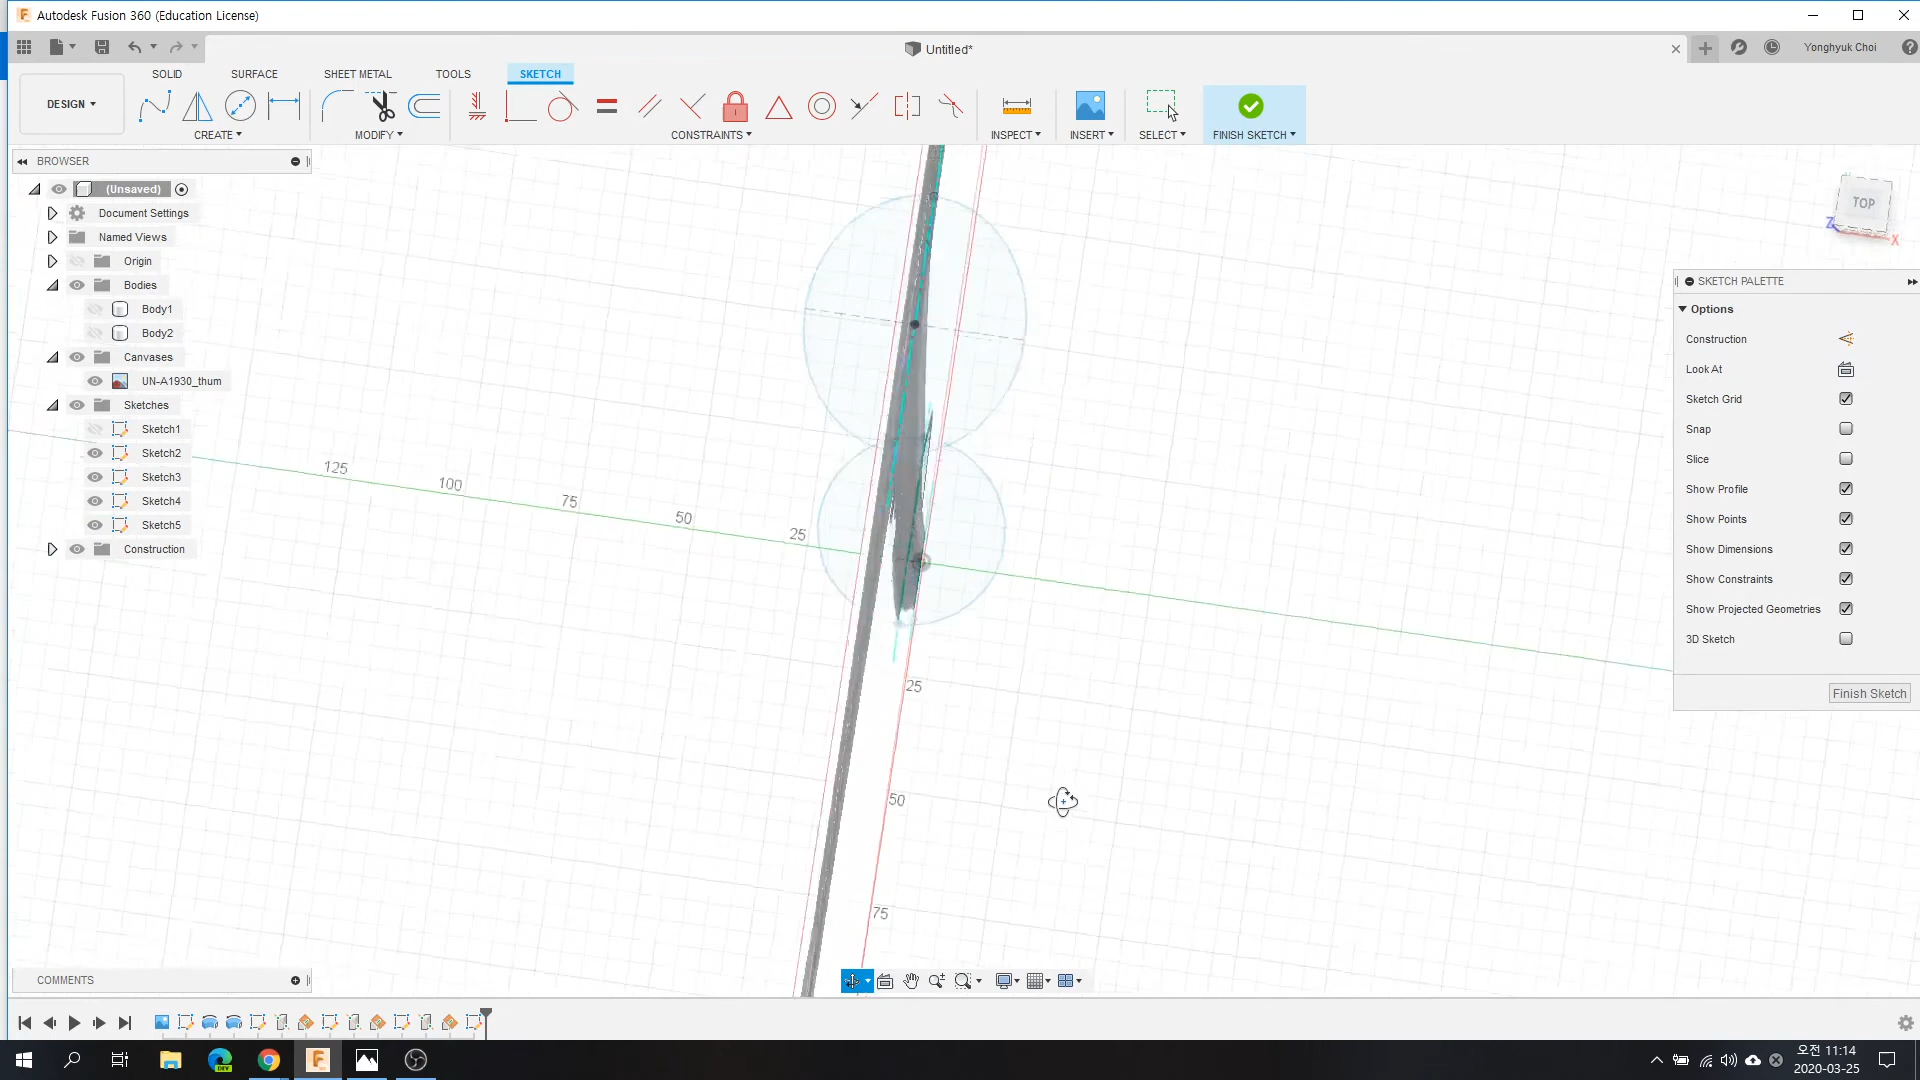 Autodesk Fusion 360 (Education License)
Untitled*
Yonghyuk Choi
SOLID
SURFACE
SHEET METAL
TOOLS
SKETCH
DESIGN
CREATE
MODIFY
CONSTRAINTS
INSPECT
INSERT
SELECT
FINISH SKETCH
BROWSER
(Unsaved)
Document Settings
Named Views
Origin
Bodies
Body1
Body2
Canvases
UN-A1930_thum
Sketches
Sketch1
Sketch2
Sketch3
Sketch4
Sketch5
Construction
125
100
75
50
25
25
50
75
TOP
Z
X
SKETCH PALETTE
Options
Construction
Look At
Sketch Grid
Snap
Slice
Show Profile
Show Points
Show Dimensions
Show Constraints
Show Projected Geometries
3D Sketch
Finish Sketch
COMMENTS
DEV
오전 11:14
2020-03-25